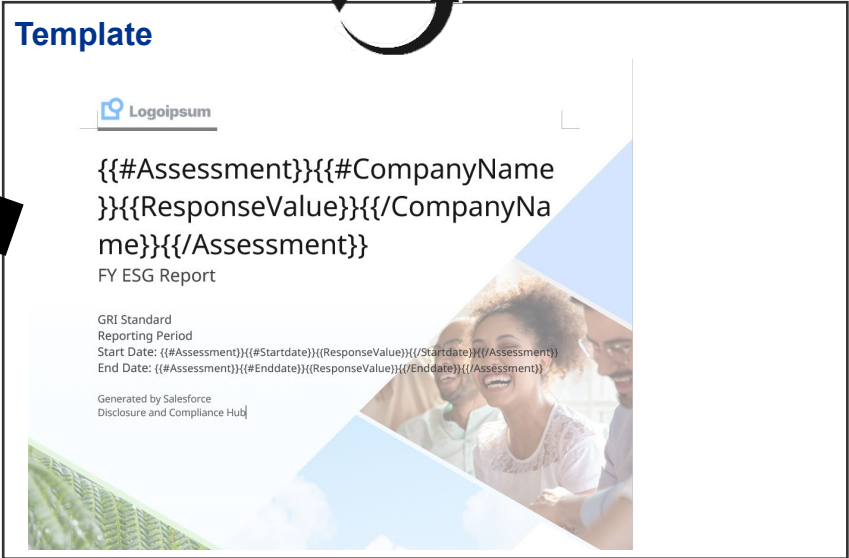 Template
Logoipsum
{{#Assessment}}{{#CompanyName
}}{{ResponseValue}}{{/CompanyNa
me}}{{/Assessment}}
FY ESG Report
GRI Standard
Reporting Period
Start Date: {{#Assessment}}{{#Startdate}}{{ResponseValue}}{{/Startdate}}{{/Assessment}}
End Date: {{#Assessment}}{{#Enddate}}{{ResponseValue}}{{/Enddate}}{{/Assessment}}
Generated by Salesforce
Disclosure and Compliance Hub